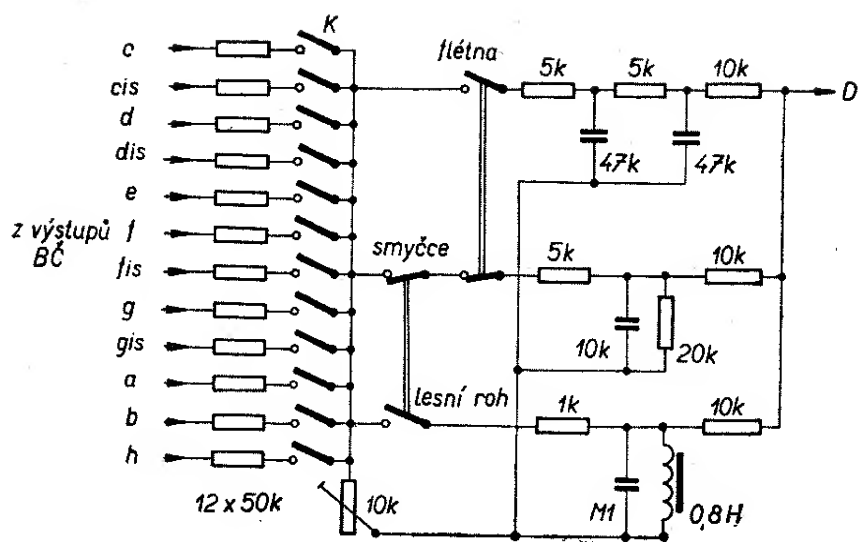 K
c
cis
d
dis
e
f
fis
g
gis
a
b
h
z výstupů
BČ
12 x 50k
10k
flétna
5k
5k
10k
D
47k
47k
smyčce
5k
10k
10k
20k
lesní roh
1k
10k
M1
0,8H